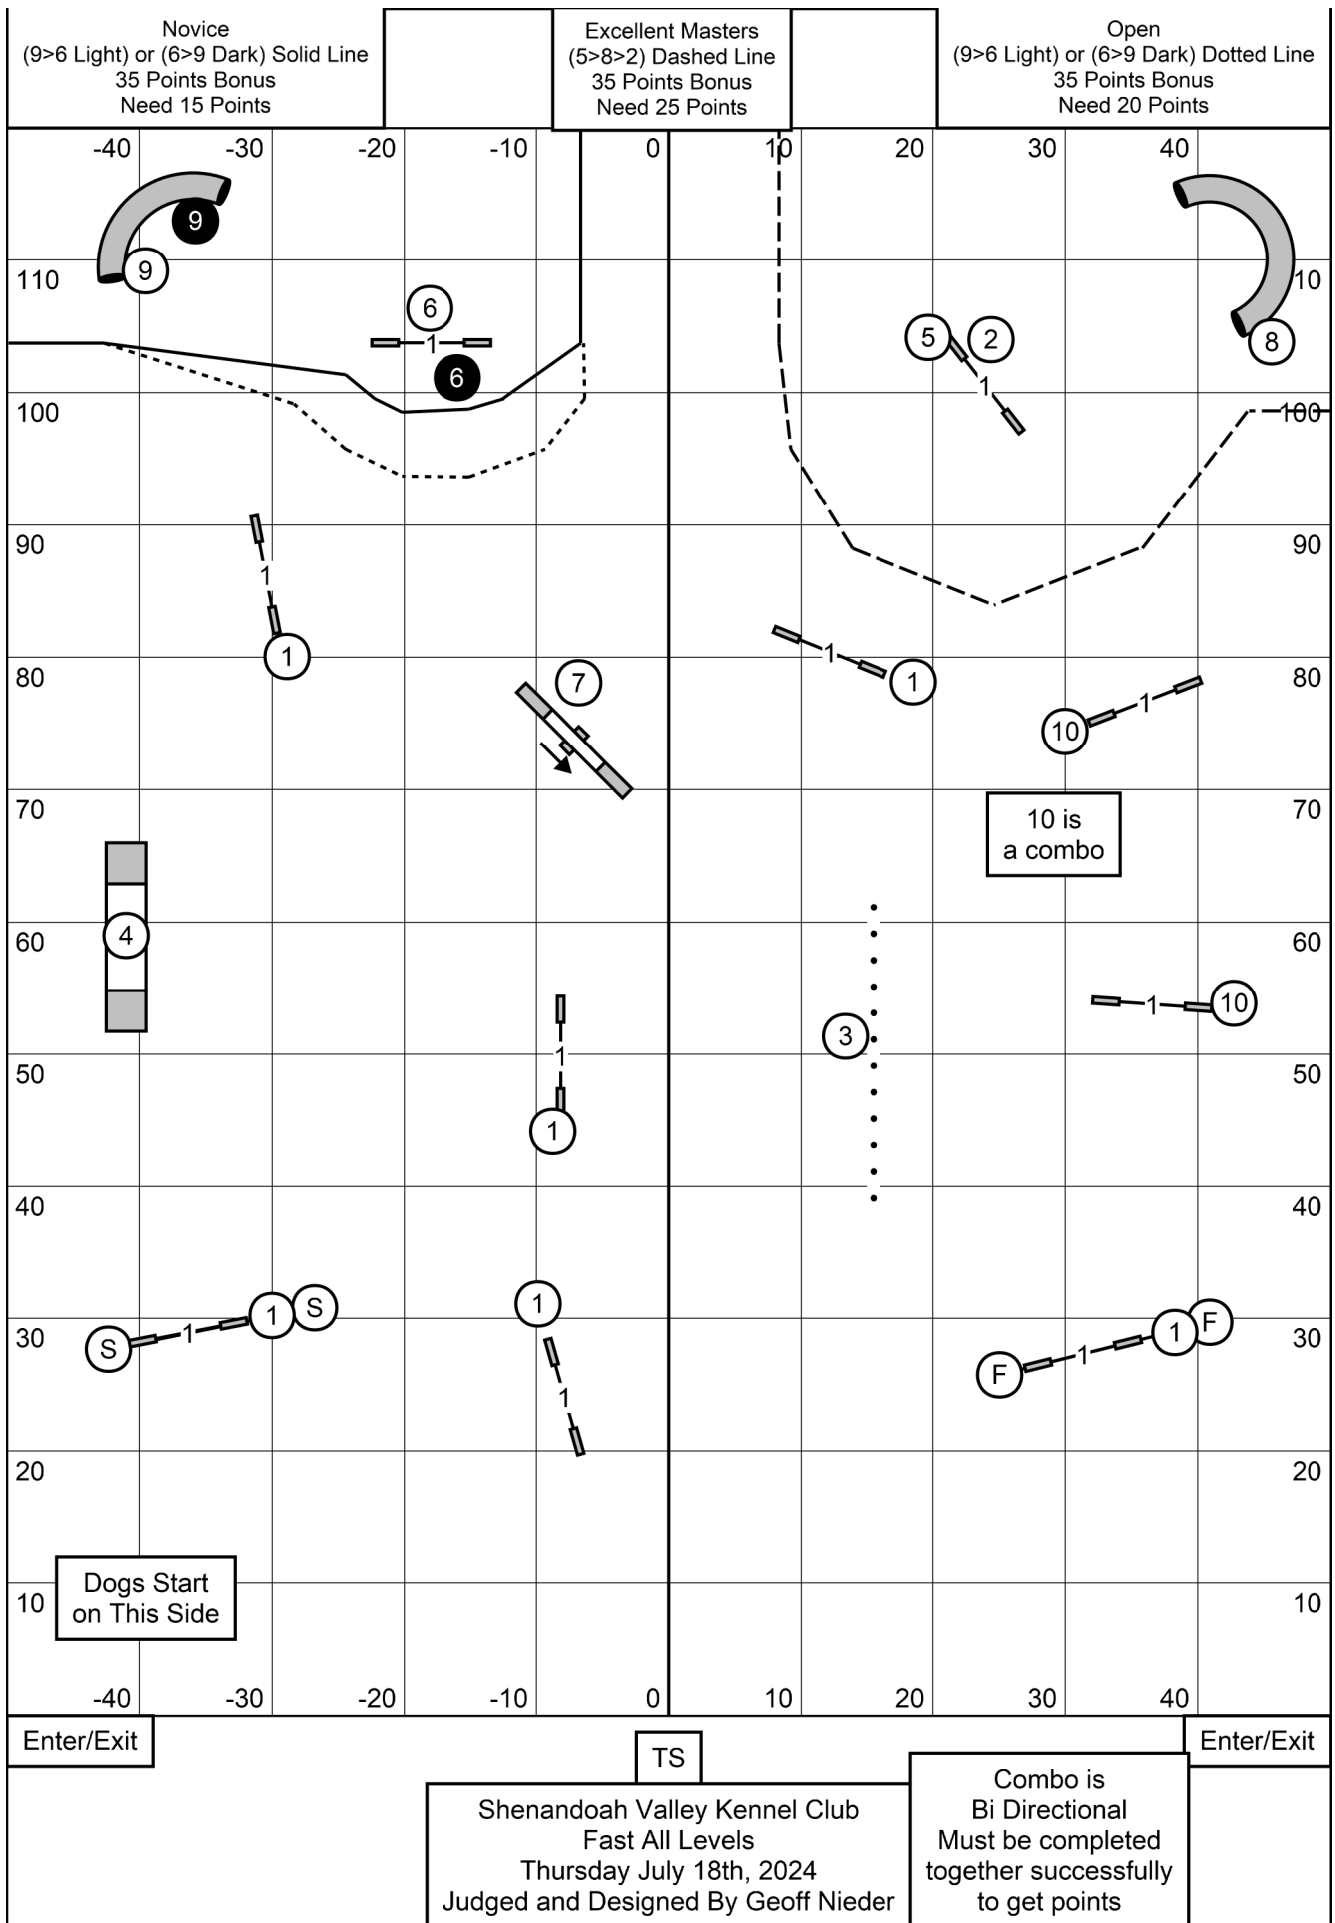 Novice
(9>6 Light) or (6>9 Dark) Solid Line
35 Points Bonus
Need 15 Points
Excellent Masters
(5>8>2) Dashed Line
35 Points Bonus
Need 25 Points
Open
(9>6 Light) or (6>9 Dark) Dotted Line
35 Points Bonus
Need 20 Points
-40 -30 -20 -10 0 10 20 30 40
9
9
110 10
6
5 2
8
1
6
1
100 100
90 90
1
1
1
80 7 1 80
1
10
70 70
10 is
a combo
4
60 60
1 10
3
1
50 50
1
40 40
S 1 1 S
1
30 F 1 1 F 30
1
20 20
Dogs Start
on This Side
10 10
-40 -30 -20 -10 0 10 20 30 40
Enter/Exit
TS
Enter/Exit
Shenandoah Valley Kennel Club
Fast All Levels
Thursday July 18th, 2024
Judged and Designed By Geoff Nieder
Combo is
Bi Directional
Must be completed
together successfully
to get points